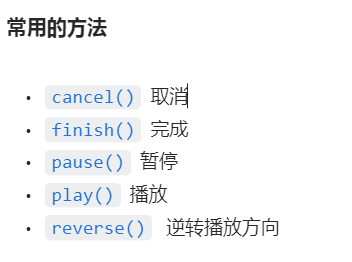 常用的方法
• cancel() 取消
• finish() 完成
• pause() 暂停
• play() 播放
• reverse() 逆转播放方向